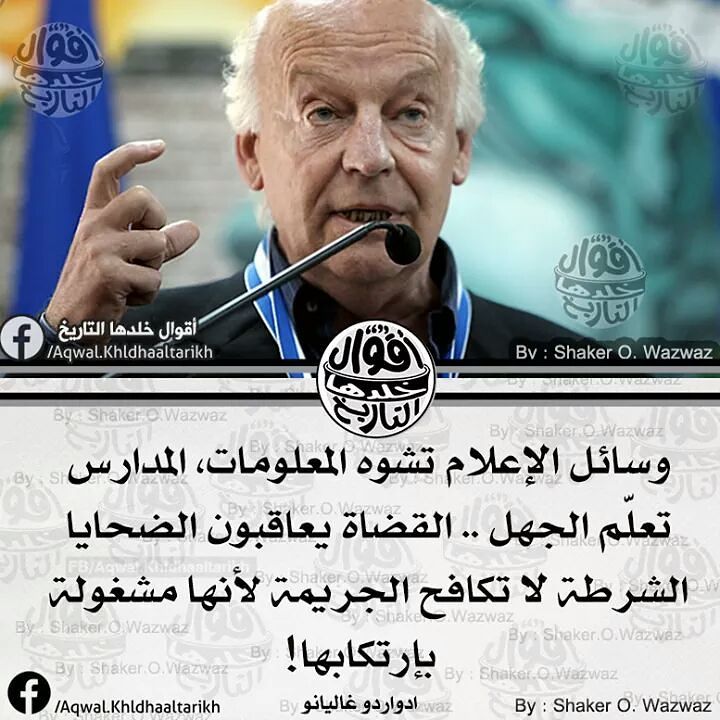 أقوال خلدها التاريخ
/Aqwal.Khldhaaltarikh
By : Shaker O. Wazwaz
أقوال
خلدها
التاريخ
وسائل الإعلام تشوه المعلومات، المدارس
تعلّم الجهل .. القضاة يعاقبون الضحايا
الشرطة لا تكافح الجريمة لأنها مشغولة
بإرتكابها!
ادواردو غاليانو
/Aqwal.Khldhaaltarikh
By : Shaker O. Wazwaz